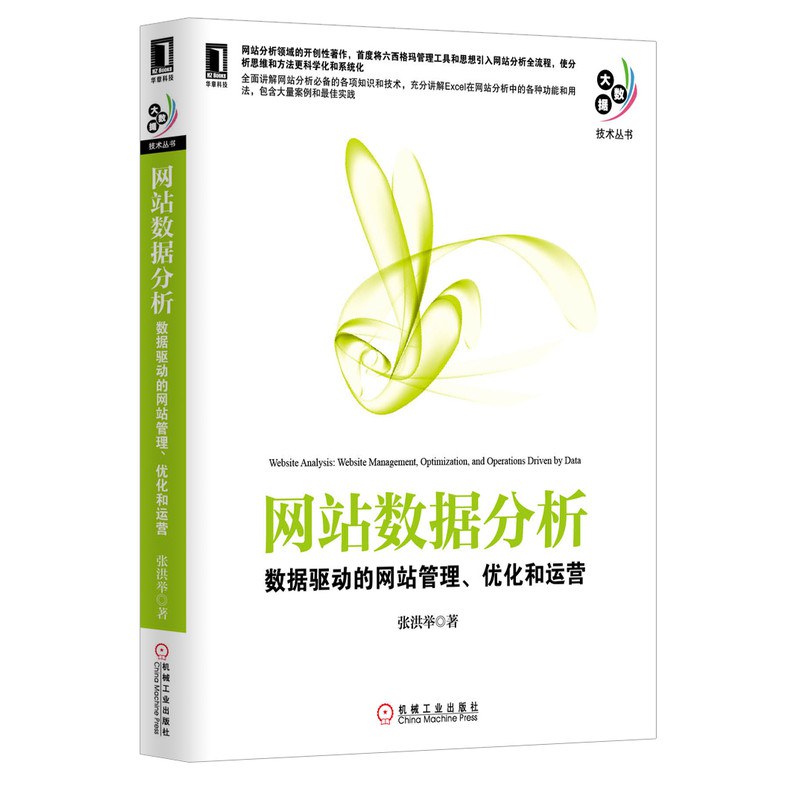 HZ Books
华章科技
大数据
技术丛书
网站数据分析
数据驱动的网站管理、优化和运营
张洪举◎著
机械工业出版社
China Machine Press
网站分析领域的开创性著作，首度将六西格玛管理工具和思想引入网站分析全流程，使分
析思维和方法更科学化和系统化
全面讲解网站分析必备的各项知识和技术，充分讲解Excel在网站分析中的各种功能和用
法，包含大量案例和最佳实践
大数据
技术丛书
Website Analysis: Website Management, Optimization, and Operations Driven by Data
网站数据分析
数据驱动的网站管理、优化和运营
张洪举◎著
机械工业出版社
China Machine Press